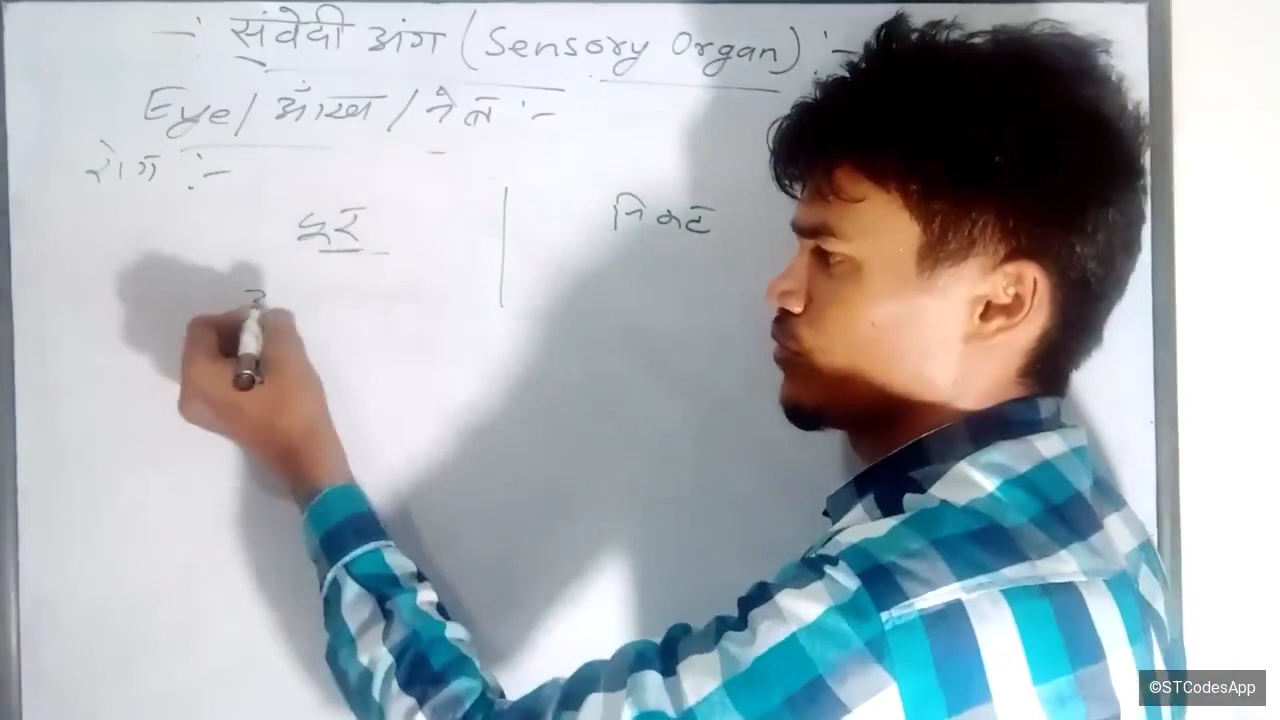 -: संवेदी अंग (Sensory Organ) :-
Eye/ आँख / नेत्र :-
रोग :-
दूर | निकट
©STCodesApp